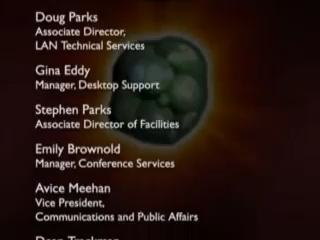 Doug Parks
Associate Director,
LAN Technical Services
Gina Eddy
Manager, Desktop Support
Stephen Parks
Associate Director of Facilities
Emily Brownold
Manager, Conference Services
Avice Meehan
Vice President,
Communications and Public Affairs